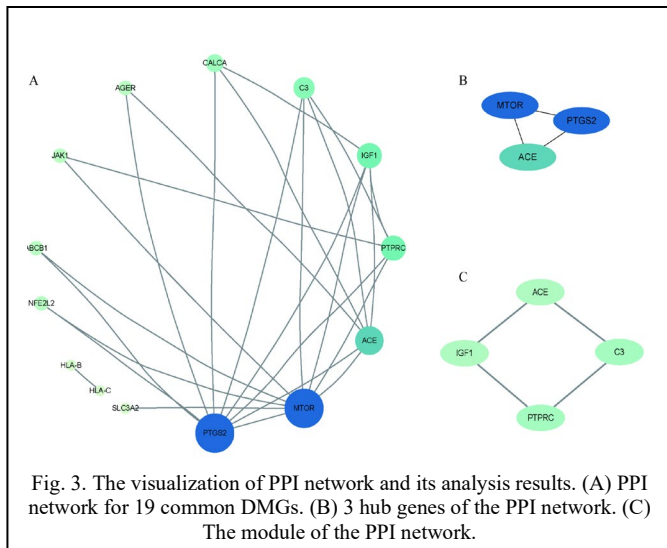 A
CALCA
AGER
C3
JAK1
IGF1
ABCB1
PTPRC
NFE2L2
ACE
HLA-B
HLA-C
SLC3A2
MTOR
PTGS2
B
MTOR
PTGS2
ACE
C
ACE
IGF1
C3
PTPRC
Fig. 3. The visualization of PPI network and its analysis results. (A) PPI
network for 19 common DMGs. (B) 3 hub genes of the PPI network. (C)
The module of the PPI network.